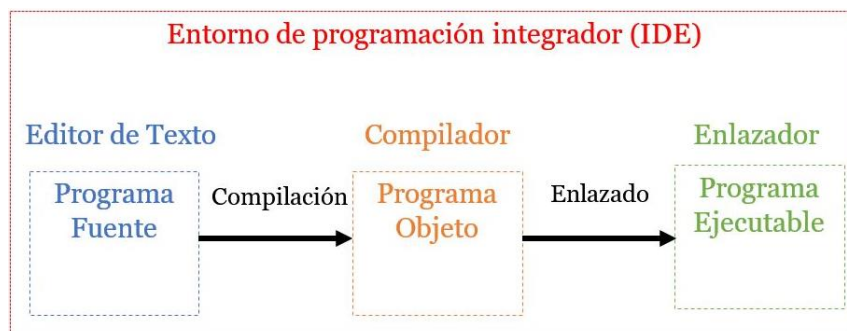 Entorno de programación integrador (IDE)
Editor de Texto
Compilador
Enlazador
Programa
Fuente
Compilación
Programa
Objeto
Enlazado
Programa
Ejecutable